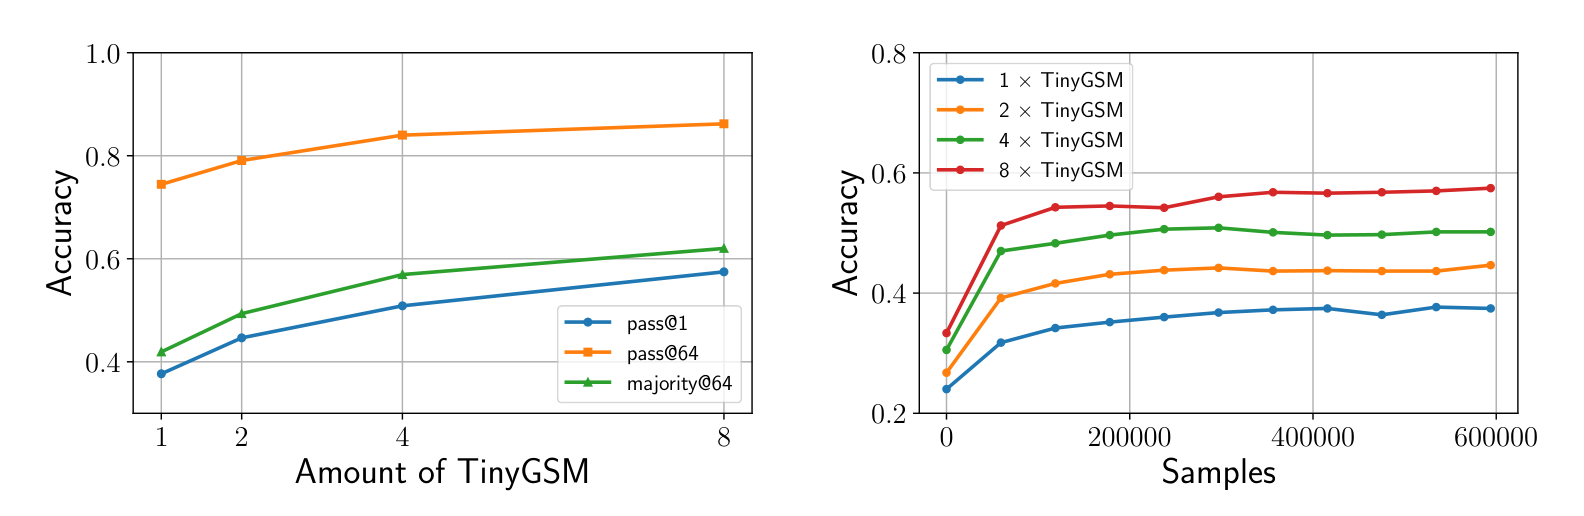 1.0
0.8
0.6
0.4
Accuracy
pass@1
pass@64
majority@64
1 2 4 8
Amount of TinyGSM
0.8
0.6
0.4
0.2
Accuracy
1 × TinyGSM
2 × TinyGSM
4 × TinyGSM
8 × TinyGSM
0 200000 400000 600000
Samples